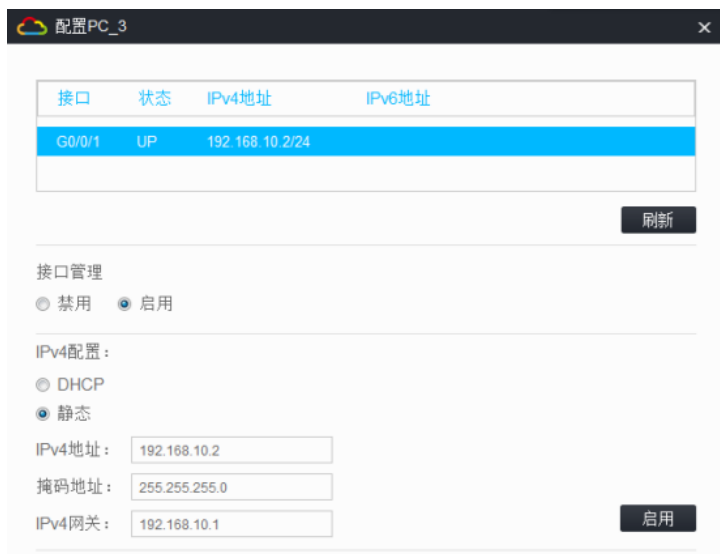 配置PC_3
接口 状态 IPv4地址 IPv6地址
G0/0/1 UP 192.168.10.2/24
刷新
接口管理
禁用 启用
IPv4配置：
DHCP
静态
IPv4地址： 192.168.10.2
掩码地址： 255.255.255.0
IPv4网关： 192.168.10.1
启用